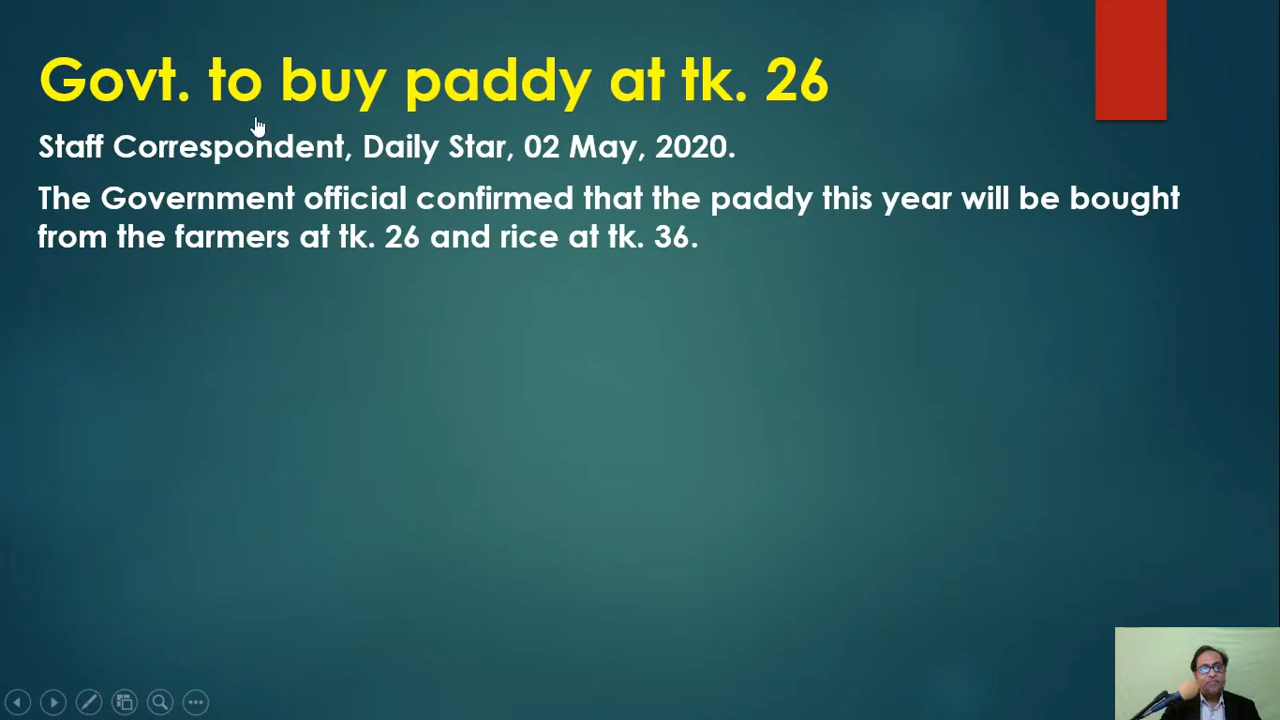 Govt. to buy paddy at tk. 26
Staff Correspondent, Daily Star, 02 May, 2020.
The Government official confirmed that the paddy this year will be bought
from the farmers at tk. 26 and rice at tk. 36.